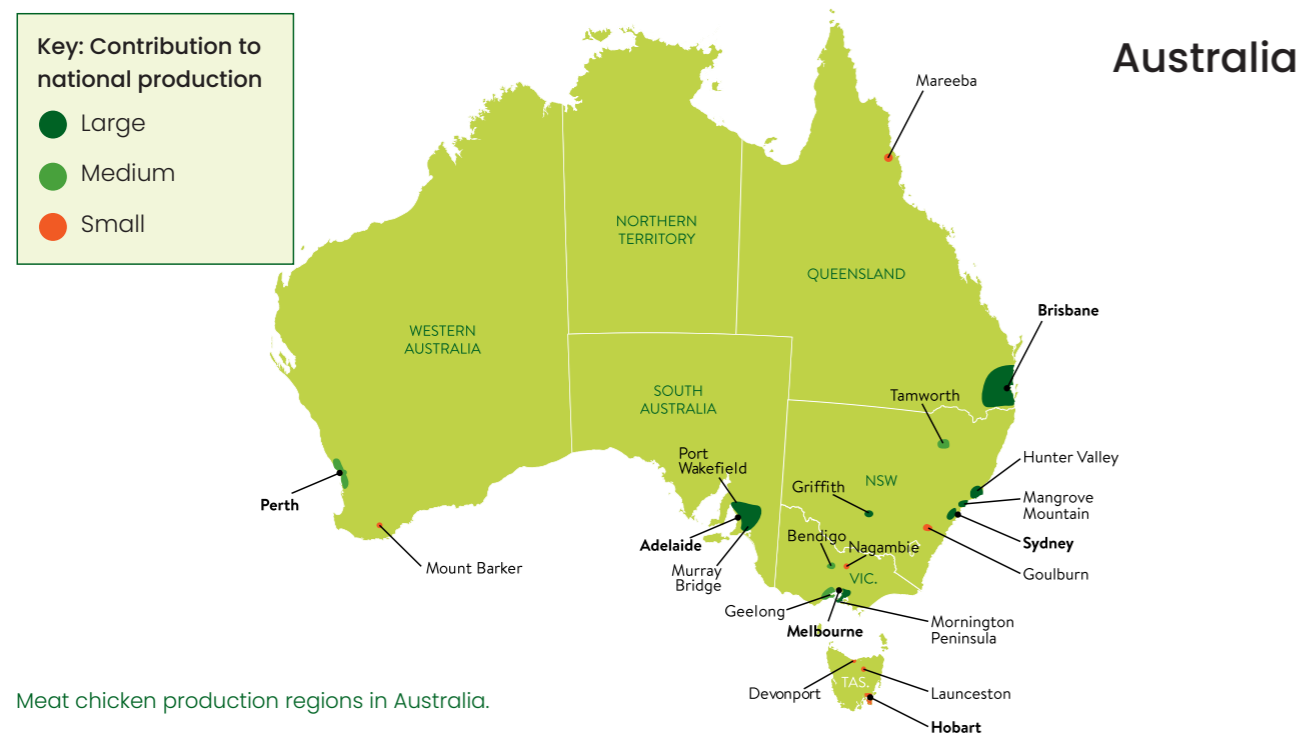 Key: Contribution to
national production
Large
Medium
Small
Australia
Mareeba
NORTHERN
TERRITORY
QUEENSLAND
Brisbane
WESTERN
AUSTRALIA
SOUTH
AUSTRALIA
Tamworth
Port
Wakefield
Hunter Valley
NSW
Griffith
Mangrove
Mountain
Perth
Sydney
Adelaide
Bendigo
Nagambie
Mount Barker
Murray
Bridge
VIC.
Goulburn
Geelong
Melbourne
Mornington
Peninsula
TAS.
Devonport
Launceston
Hobart
Meat chicken production regions in Australia.